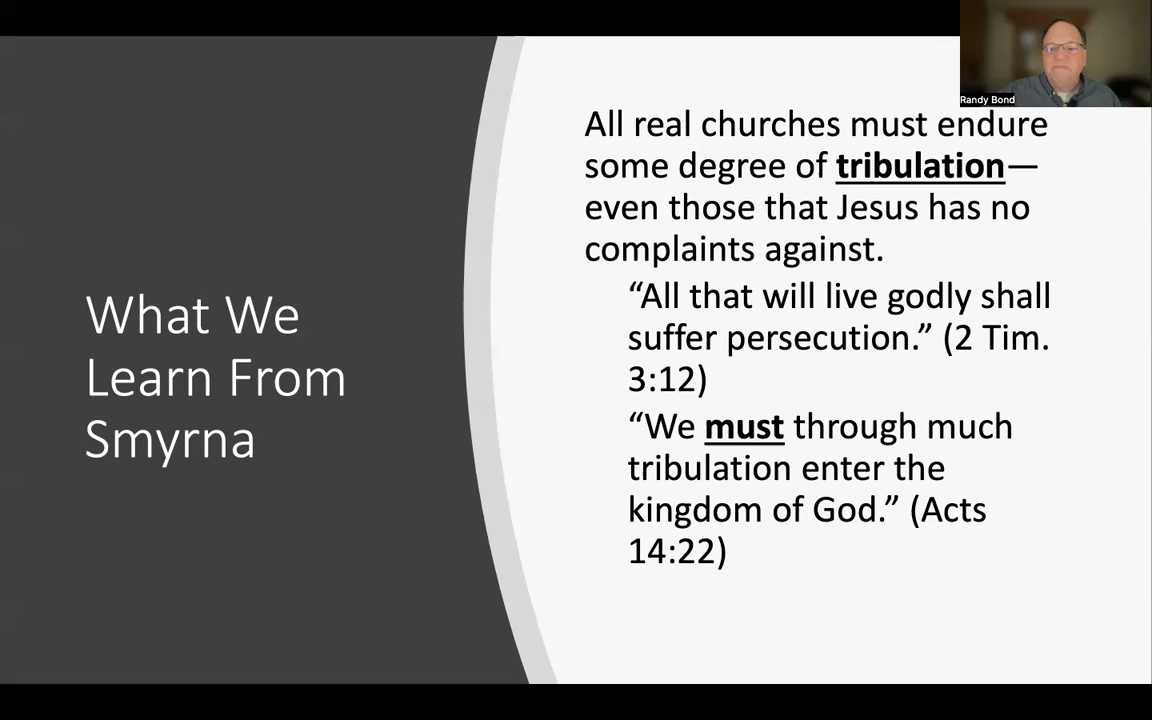 Randy Bond
What We
Learn From
Smyrna
All real churches must endure
some degree of tribulation—
even those that Jesus has no
complaints against.
“All that will live godly shall
suffer persecution.” (2 Tim.
3:12)
“We must through much
tribulation enter the
kingdom of God.” (Acts
14:22)